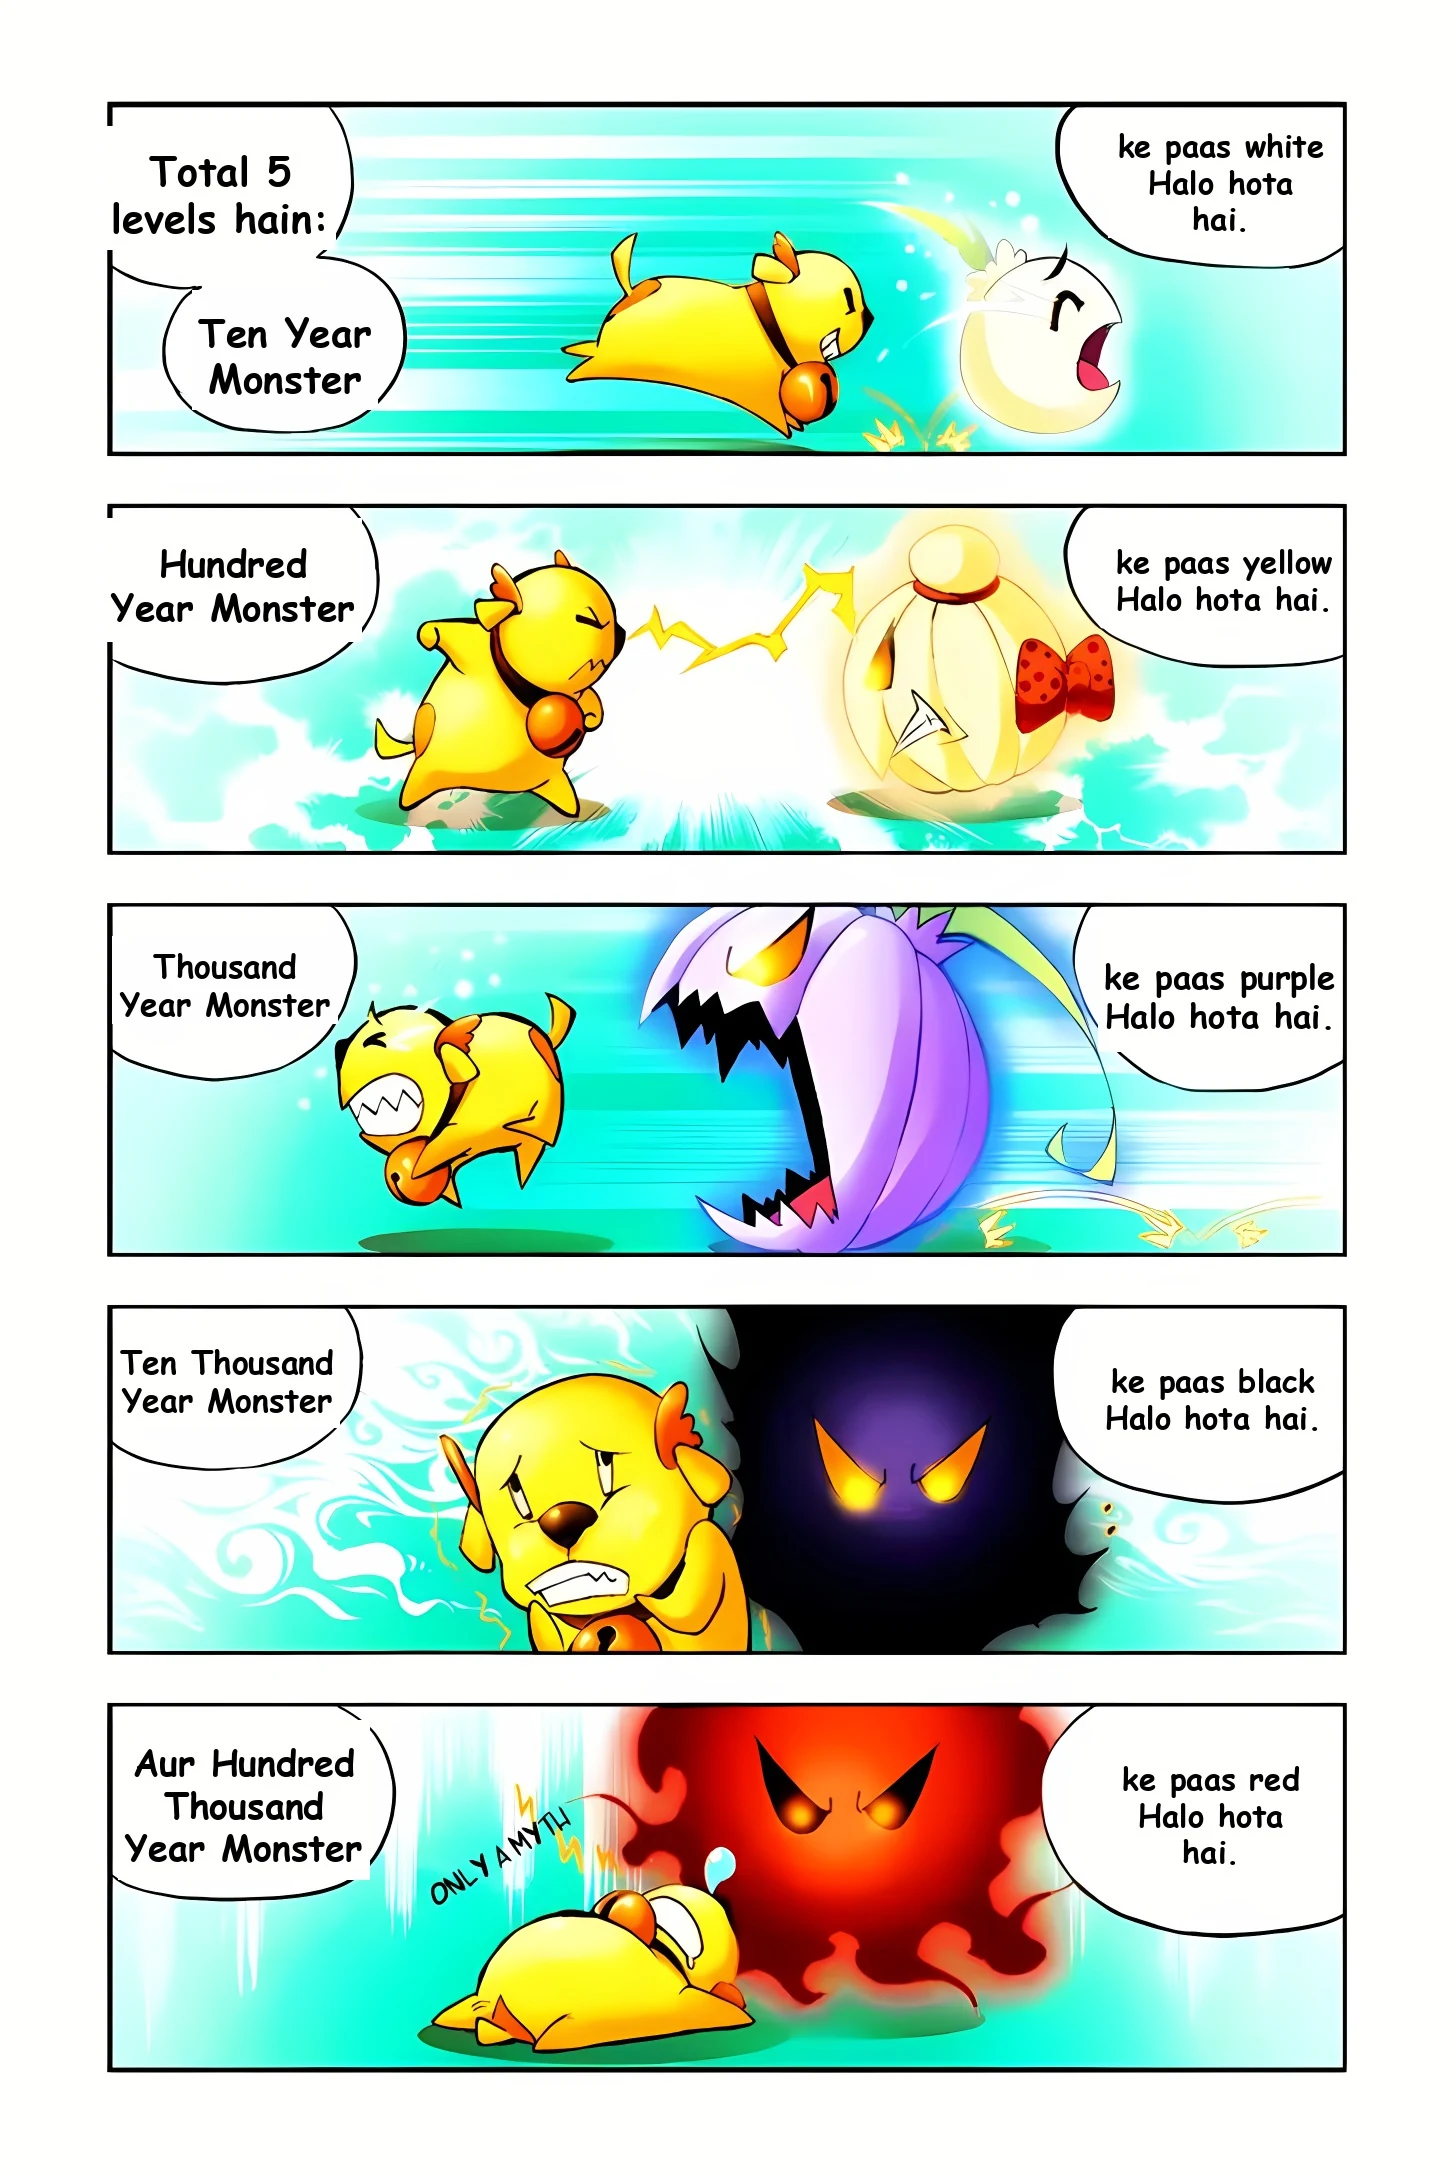 Total 5
levels hain:
Ten Year
Monster
ke paas white
Halo hota
hai.
Hundred
Year Monster
ke paas yellow
Halo hota hai.
Thousand
Year Monster
ke paas purple
Halo hota hai.
Ten Thousand
Year Monster
ke paas black
Halo hota hai.
Aur Hundred
Thousand
Year Monster
ONLY A MYTH
ke paas red
Halo hota
hai.